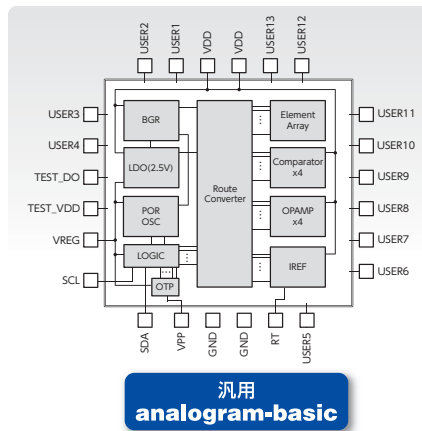 USER2
USER1
VDD
VDD
USER13
USER12
USER3
USER4
TEST_DO
TEST_VDD
VREG
SCL
BGR
LDO(2.5V)
POR
OSC
LOGIC
OTP
Route
Converter
Element
Array
Comparator
x4
OPAMP
x4
IREF
USER11
USER10
USER9
USER8
USER7
USER6
SDA
VPP
GND
GND
RT
USER5
汎用
analogram-basic